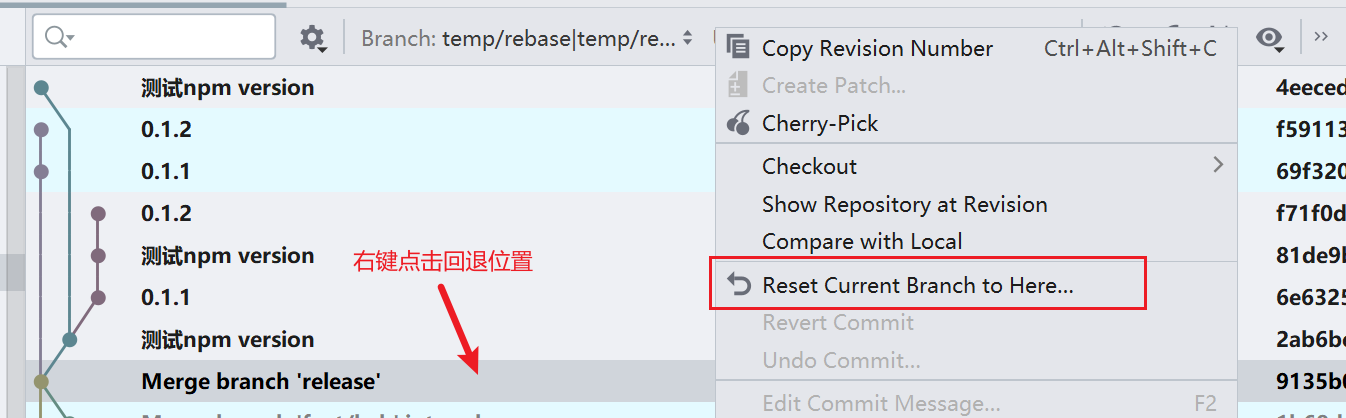 Branch: temp/rebase|temp/re...
测试npm version
0.1.2
0.1.1
0.1.2
测试npm version
0.1.1
测试npm version
Merge branch 'release'
右键点击回退位置
Copy Revision Number Ctrl+Alt+Shift+C
Create Patch...
Cherry-Pick
Checkout
Show Repository at Revision
Compare with Local
Reset Current Branch to Here...
Revert Commit
Undo Commit...
Edit Commit Message... F2
4eeced
f59113
69f320
f71f0d
81de9b
6e6325
2ab6be
9135b0